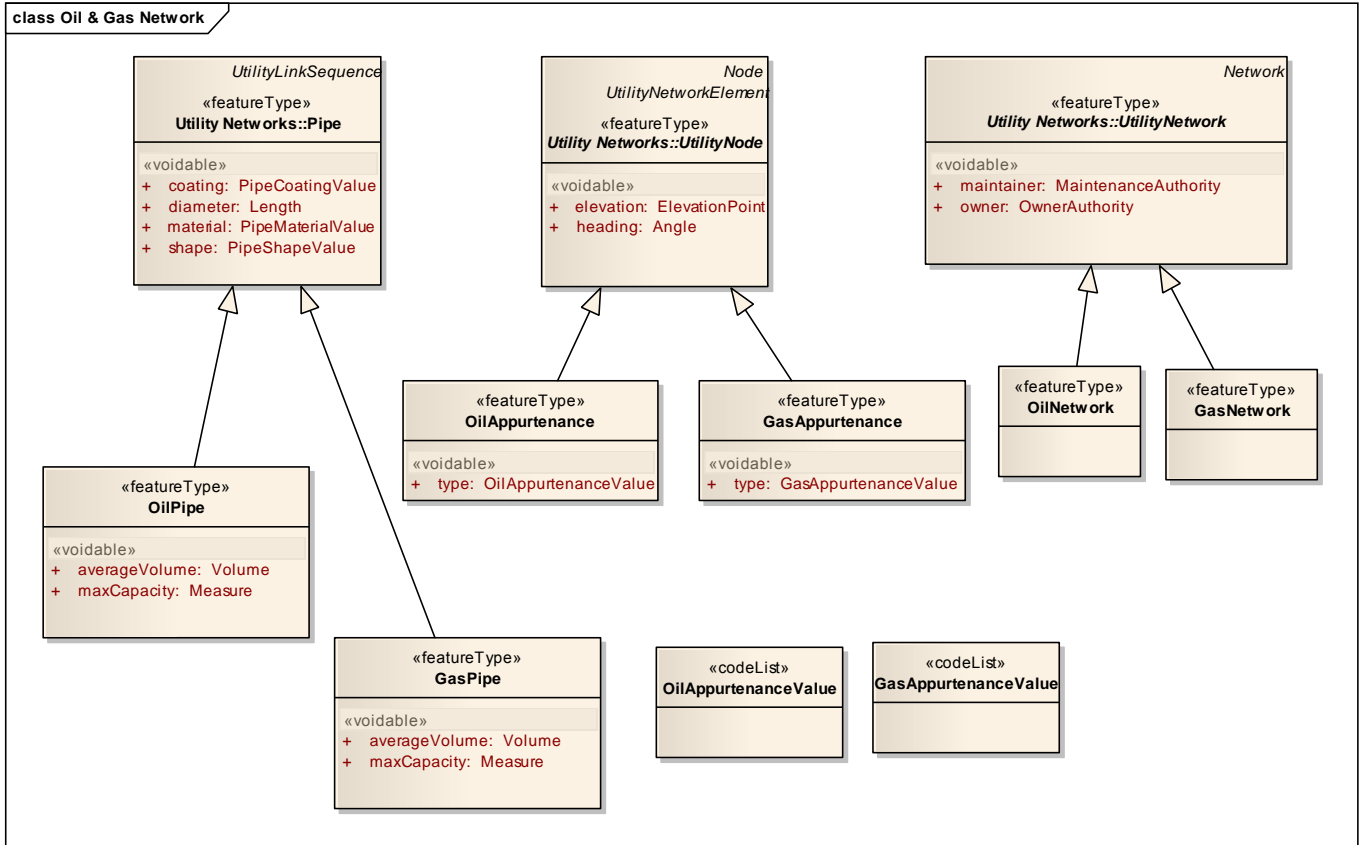 class Oil & Gas Network
UtilityLinkSequence
«featureType»
Utility Networks::Pipe
«voidable»
+ coating: PipeCoatingValue
+ diameter: Length
+ material: PipeMaterialValue
+ shape: PipeShapeValue
Node
UtilityNetworkElement
«featureType»
Utility Networks::UtilityNode
«voidable»
+ elevation: ElevationPoint
+ heading: Angle
Network
«featureType»
Utility Networks::UtilityNetwork
«voidable»
+ maintainer: MaintenanceAuthority
+ owner: OwnerAuthority
«featureType»
OilAppurtenance
«voidable»
+ type: OilAppurtenanceValue
«featureType»
GasAppurtenance
«voidable»
+ type: GasAppurtenanceValue
«featureType»
OilNetwork
«featureType»
GasNetwork
«featureType»
OilPipe
«voidable»
+ averageVolume: Volume
+ maxCapacity: Measure
«featureType»
GasPipe
«voidable»
+ averageVolume: Volume
+ maxCapacity: Measure
«codeList»
OilAppurtenanceValue
«codeList»
GasAppurtenanceValue